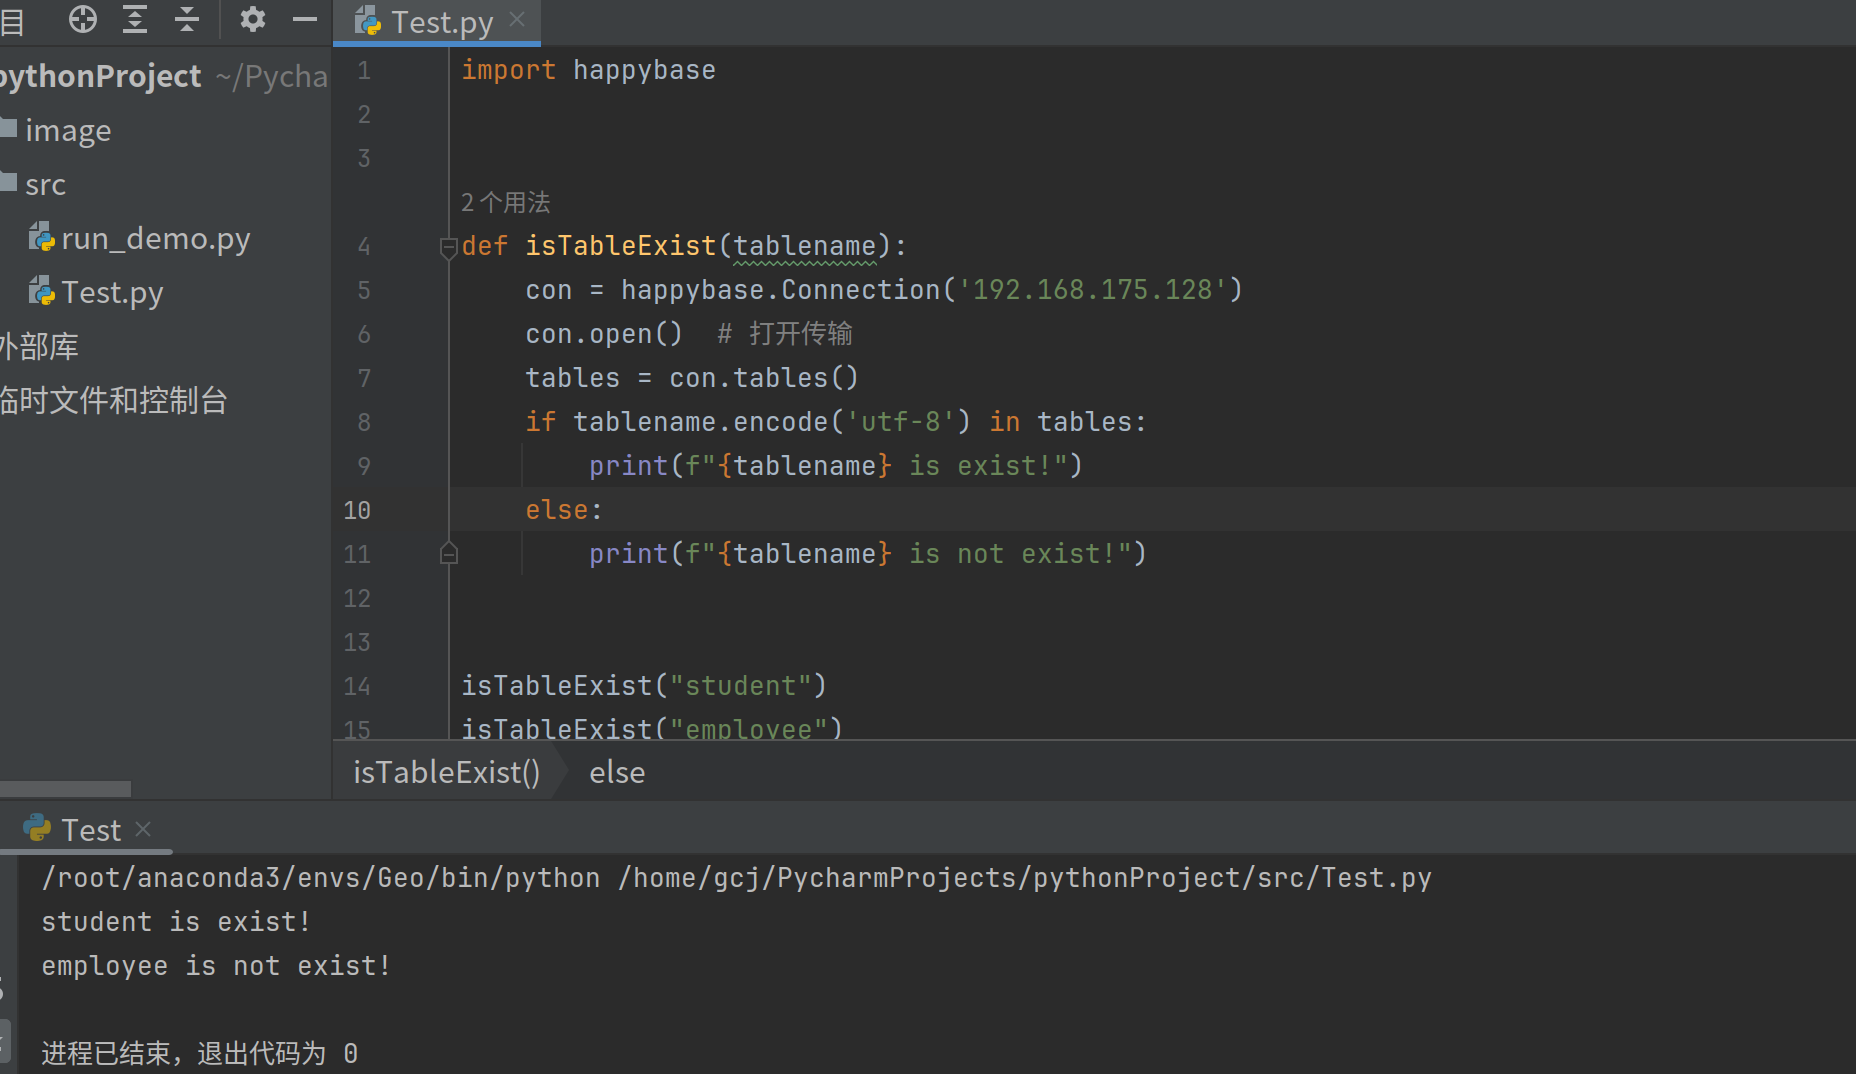 目
Test.py
pythonProject ~/Pycha
image
src
run_demo.py
Test.py
外部库
临时文件和控制台
1 import happybase
2
3
2 个用法
4 def isTableExist(tablename):
5 con = happybase.Connection('192.168.175.128')
6 con.open() # 打开传输
7 tables = con.tables()
8 if tablename.encode('utf-8') in tables:
9 print(f"{tablename} is exist!")
10 else:
11 print(f"{tablename} is not exist!")
12
13
14 isTableExist("student")
15 isTableExist("employee")
isTableExist() else
Test
/root/anaconda3/envs/Geo/bin/python /home/gcj/PycharmProjects/pythonProject/src/Test.py
student is exist!
employee is not exist!
进程已结束，退出代码为 0